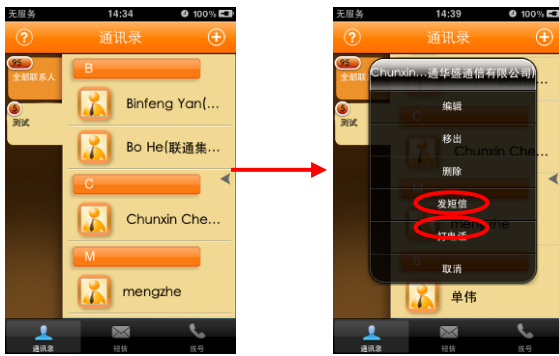 无服务 14:34 100%
? 通讯录 +
95
全部联系人
5
测试
B
Binfeng Yan(...
Bo He(联通集...
C
Chunxin Che...
M
mengzhe
通讯录 短信 拨号
无服务 14:39 100%
? 通讯录 +
95
全部联
5
测试
Chunxin...通华盛通信有限公司)
编辑
移出
删除
发短信
打电话
取消
C
Chunxin Che...
M
mengzhe
S
单伟
通讯录 短信 拨号